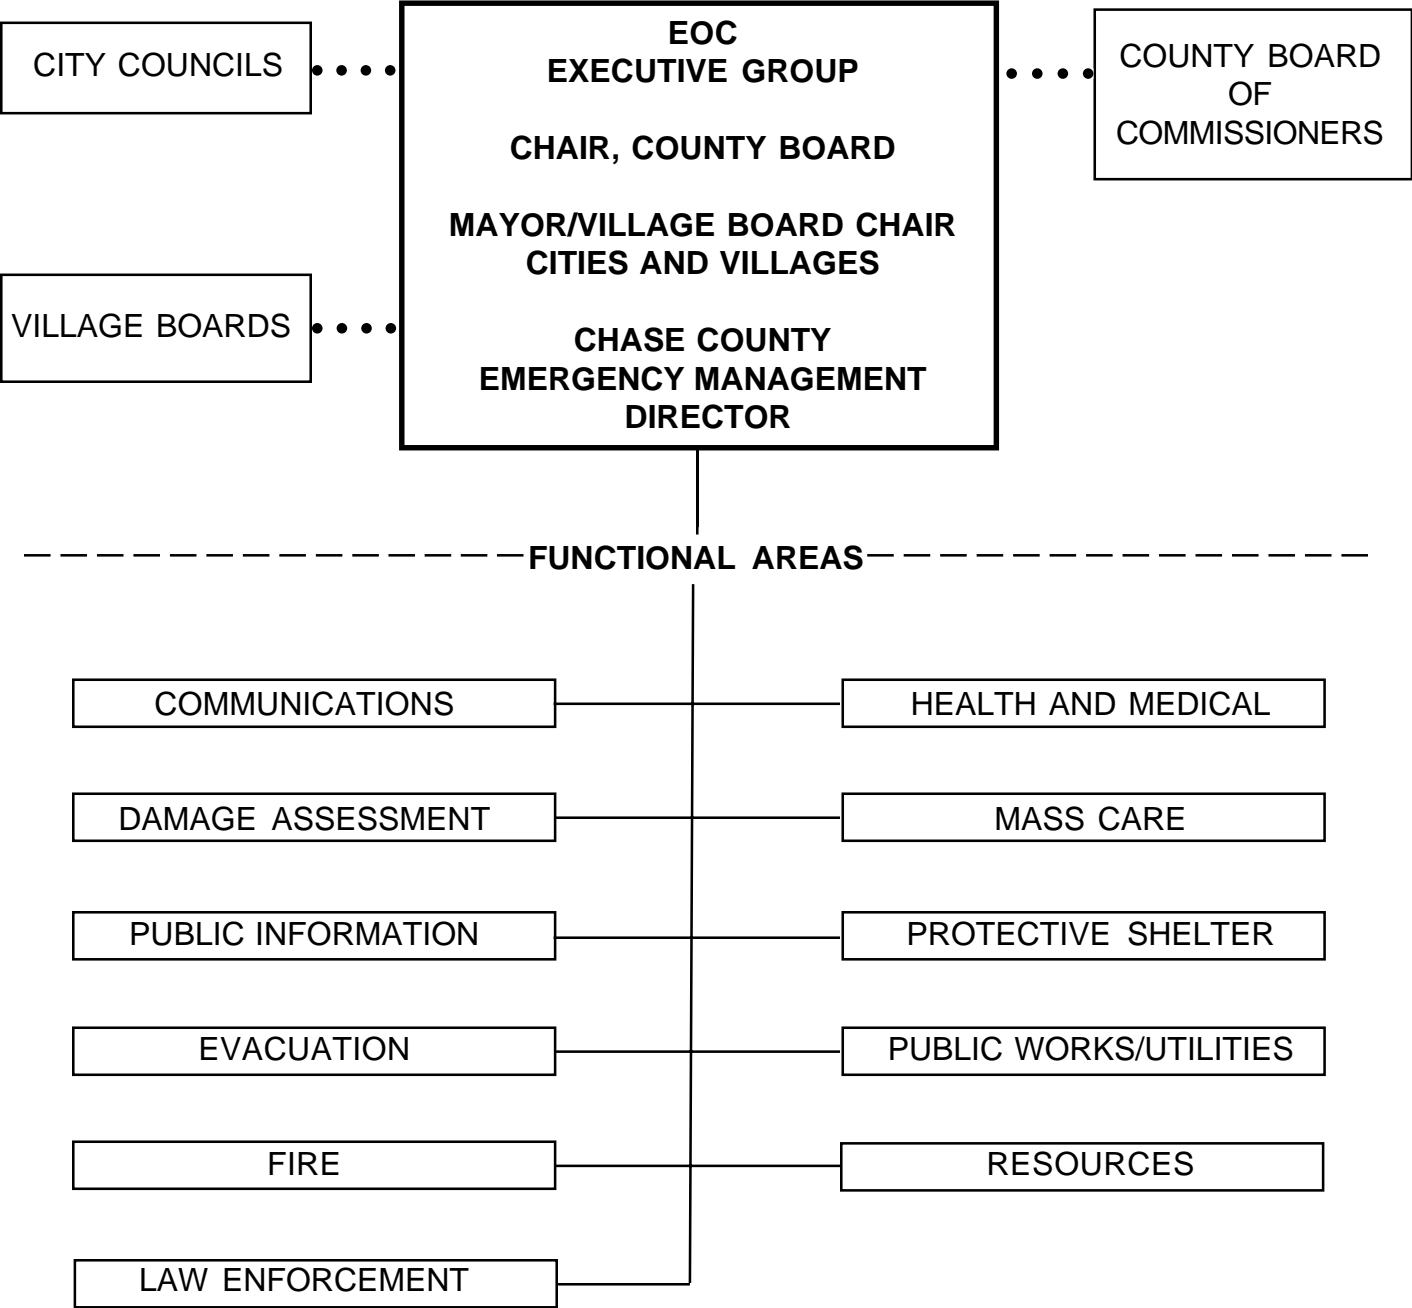 CITY COUNCILS
VILLAGE BOARDS
EOC
EXECUTIVE GROUP
CHAIR, COUNTY BOARD
MAYOR/VILLAGE BOARD CHAIR
CITIES AND VILLAGES
CHASE COUNTY
EMERGENCY MANAGEMENT
DIRECTOR
COUNTY BOARD
OF
COMMISSIONERS
FUNCTIONAL AREAS
COMMUNICATIONS
HEALTH AND MEDICAL
DAMAGE ASSESSMENT
MASS CARE
PUBLIC INFORMATION
PROTECTIVE SHELTER
EVACUATION
PUBLIC WORKS/UTILITIES
FIRE
RESOURCES
LAW ENFORCEMENT